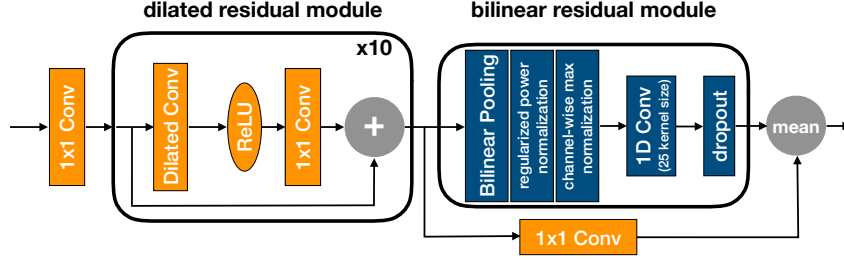 dilated residual module
bilinear residual module
x10
1x1 Conv
Dilated Conv
ReLU
1x1 Conv
+
Bilinear Pooling
regularized power
normalization
channel-wise max
normalization
1D Conv
(25 kernel size)
dropout
mean
1x1 Conv